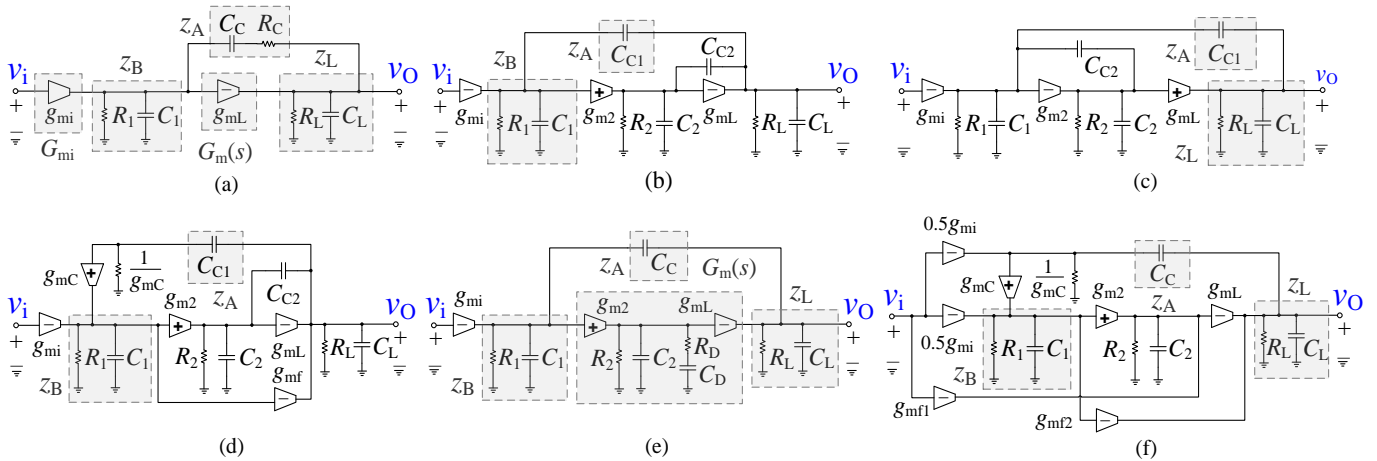 z_A C_C R_C
v_i z_B z_L v_O
+ − − +
g_mi R_1 C_1 g_mL R_L C_L
G_mi G_m(s)
(a)
z_A C_C1
C_C2
v_i z_B v_O
+ − + − +
g_mi R_1 C_1 g_m2 R_2 C_2 g_mL R_L C_L
(b)
z_A C_C1
C_C2
v_i v_O
+ − − + +
g_mi R_1 C_1 g_m2 R_2 C_2 g_mL R_L C_L
z_L
(c)
g_mC + 1/g_mC C_C1
z_A C_C2
v_i g_m2 v_O
+ − + − +
g_mi R_1 C_1 R_2 C_2 g_mL R_L C_L
z_B g_mf
−
(d)
z_A C_C G_m(s)
v_i g_mi g_m2 g_mL z_L v_O
+ − + − +
R_1 C_1 R_2 C_2 R_D R_L C_L
C_D
z_B
(e)
0.5g_mi
− C_C
g_mC + 1/g_mC g_m2 z_A g_mL z_L
v_i v_O
+ − + − +
0.5g_mi R_1 C_1 R_2 C_2 R_L C_L
z_B
g_mf1 −
g_mf2 −
(f)